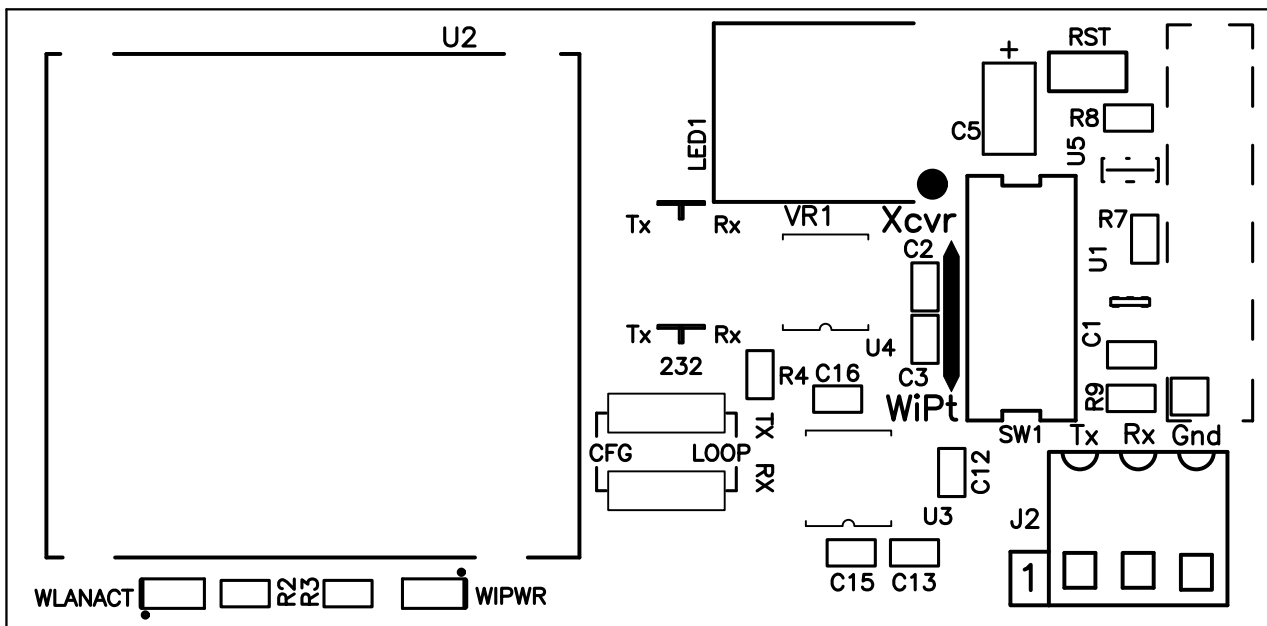 U2
RST
+
C5
R8
LED1
U5
Tx Rx
VR1
Xcvr
R7
C2
U1
Tx Rx
232
U4
C1
R4
C16
C3
WiPt
R9
SW1
Tx Rx Gnd
TX
CFG LOOP
RX
C12
U3
J2
C15
C13
1
WLANACT
R2
R3
WIPWR